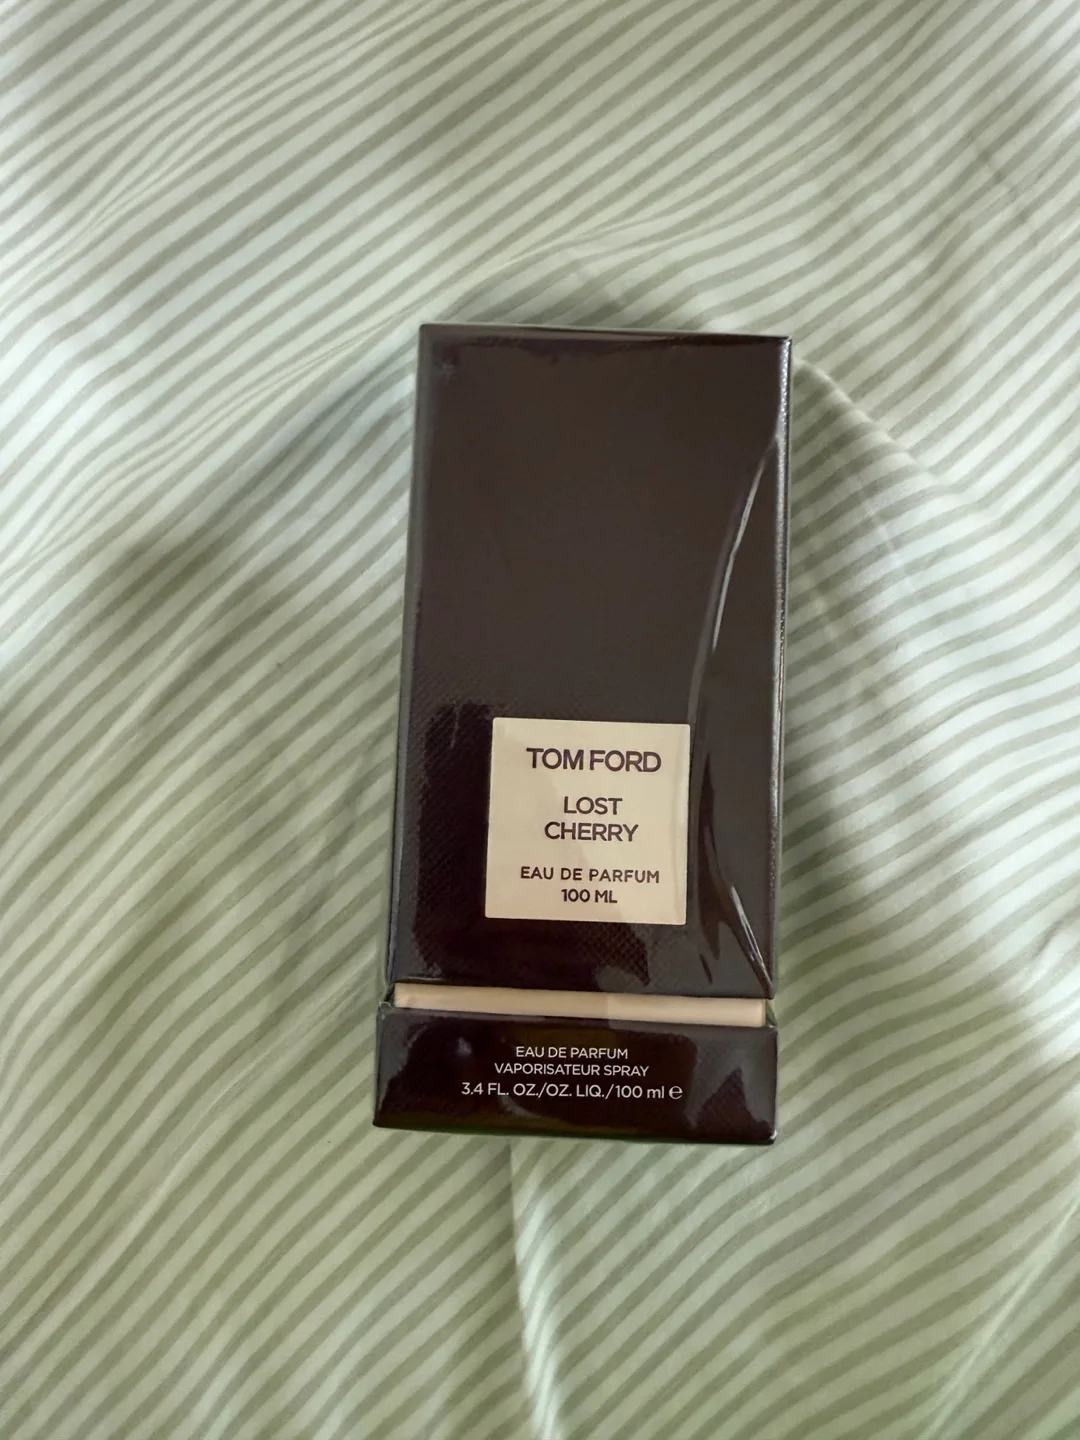 TOM FORD
LOST
CHERRY
EAU DE PARFUM
100 ML
EAU DE PARFUM
VAPORISATEUR SPRAY
3.4 FL. OZ./OZ. LIQ./100 ml ℮